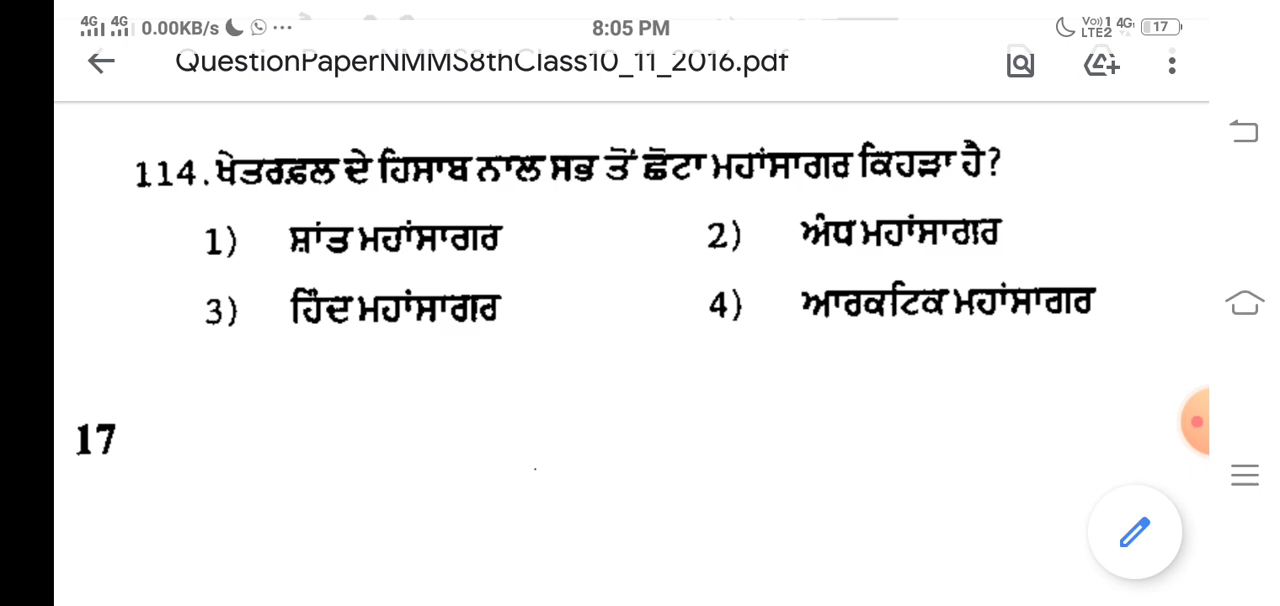 4G 4G 0.00KB/s ... 8:05 PM Vo)) 1 4G LTE2 17
QuestionPaperNMMS8thClass10_11_2016.pdf
114. ਖੇਤਰਫ਼ਲ ਦੇ ਹਿਸਾਬ ਨਾਲ ਸਭ ਤੋਂ ਛੋਟਾ ਮਹਾਂਸਾਗਰ ਕਿਹੜਾ ਹੈ?
1) ਸ਼ਾਂਤ ਮਹਾਂਸਾਗਰ 2) ਅੰਧ ਮਹਾਂਸਾਗਰ
3) ਹਿੰਦ ਮਹਾਂਸਾਗਰ 4) ਆਰਕਟਿਕ ਮਹਾਂਸਾਗਰ
17